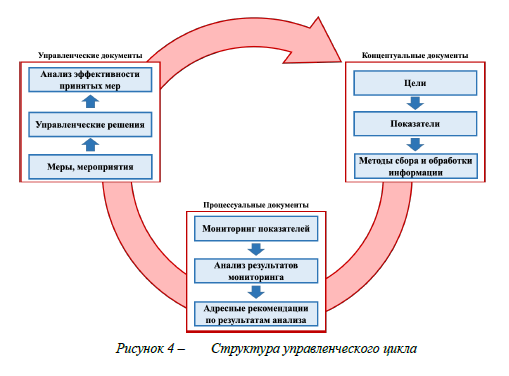 Управленческие документы
Анализ эффективности
принятых мер
Управленческие решения
Меры, мероприятия
Концептуальные документы
Цели
Показатели
Методы сбора и обработки
информации
Процессуальные документы
Мониторинг показателей
Анализ результатов
мониторинга
Адресные рекомендации
по результатам анализа
Рисунок 4 – Структура управленческого цикла